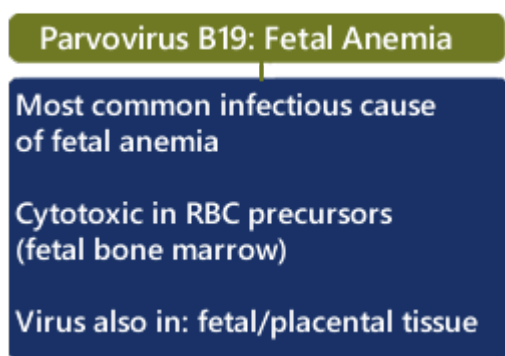 Parvovirus B19: Fetal Anemia
Most common infectious cause
of fetal anemia
Cytotoxic in RBC precursors
(fetal bone marrow)
Virus also in: fetal/placental tissue